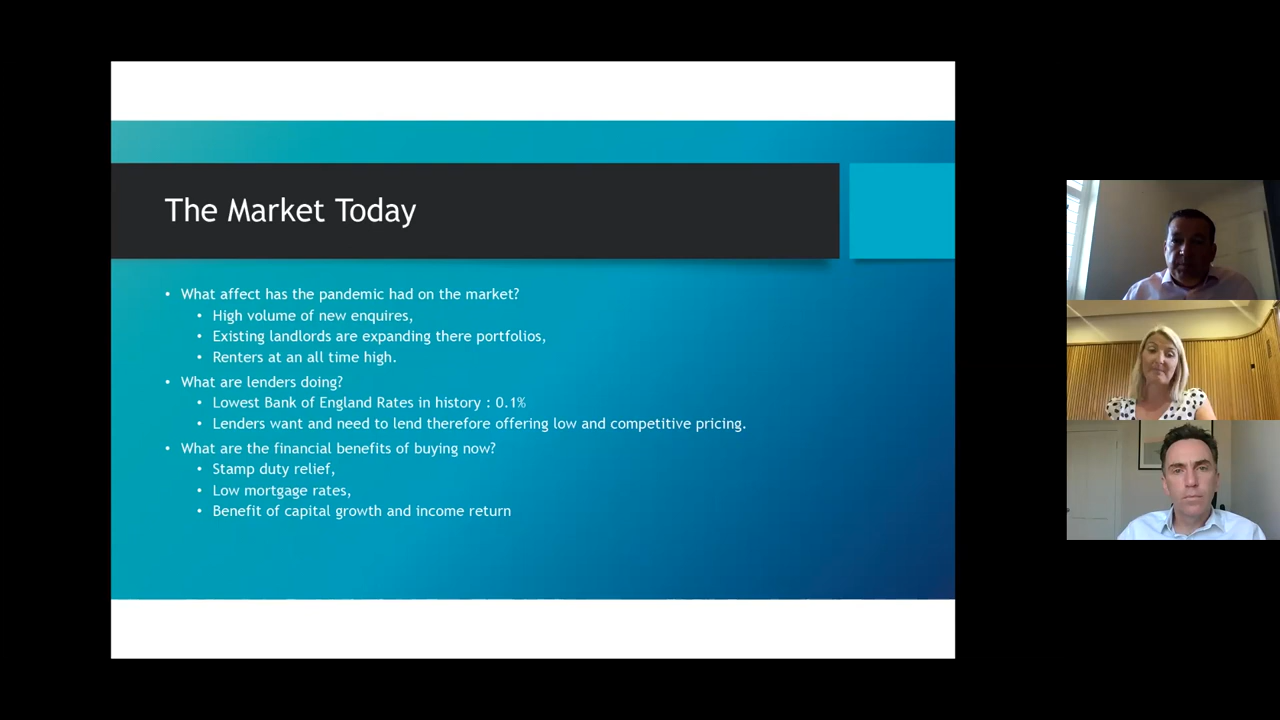 The Market Today
• What affect has the pandemic had on the market?
• High volume of new enquires,
• Existing landlords are expanding there portfolios,
• Renters at an all time high.
• What are lenders doing?
• Lowest Bank of England Rates in history : 0.1%
• Lenders want and need to lend therefore offering low and competitive pricing.
• What are the financial benefits of buying now?
• Stamp duty relief,
• Low mortgage rates,
• Benefit of capital growth and income return